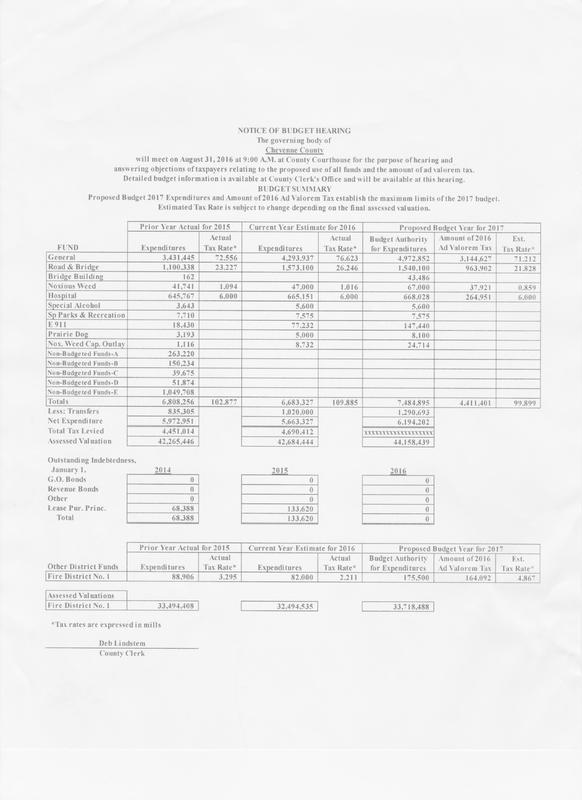 NOTICE OF BUDGET HEARING
The governing body of
Cheyenne County
will meet on August 31, 2016 at 9:00 A.M. at County Courthouse for the purpose of hearing and
answering objections of taxpayers relating to the proposed use of all funds and the amount of ad valorem tax.
Detailed budget information is available at County Clerk's Office and will be available at this hearing.
BUDGET SUMMARY
Proposed Budget 2017 Expenditures and Amount of 2016 Ad Valorem Tax establish the maximum limits of the 2017 budget.
Estimated Tax Rate is subject to change depending on the final assessed valuation.
Prior Year Actual for 2015 Current Year Estimate for 2016 Proposed Budget Year for 2017
Actual Actual Budget Authority Amount of 2016 Est.
FUND Expenditures Tax Rate* Expenditures Tax Rate* for Expenditures Ad Valorem Tax Tax Rate*
General 3,431,445 72.556 4,293,937 76.623 4,972,852 3,144,627 71.212
Road & Bridge 1,100,338 23.227 1,573,100 26.246 1,540,100 963,902 21.828
Bridge Building 162 43,486
Noxious Weed 41,741 1.094 47,000 1.016 67,000 37,921 0.859
Hospital 645,767 6.000 665,151 6.000 668,028 264,951 6.000
Special Alcohol 3,643 5,600 5,600
Sp Parks & Recreation 7,710 7,575 7,575
E 911 18,430 77,232 147,440
Prairie Dog 3,193 5,000 8,100
Nox. Weed Cap. Outlay 1,116 8,732 24,714
Non-Budgeted Funds-A 263,220
Non-Budgeted Funds-B 150,234
Non-Budgeted Funds-C 39,675
Non-Budgeted Funds-D 51,874
Non-Budgeted Funds-E 1,049,708
Totals 6,808,256 102.877 6,683,327 109.885 7,484,895 4,411,401 99.899
Less: Transfers 835,305 1,020,000 1,290,693
Net Expenditure 5,972,951 5,663,327 6,194,202
Total Tax Levied 4,451,014 4,690,412 xxxxxxxxxxxxxxxxxx
Assessed Valuation 42,265,446 42,684,444 44,158,439
Outstanding Indebtedness,
January 1, 2014 2015 2016
G.O. Bonds 0 0 0
Revenue Bonds 0 0 0
Other 0 0 0
Lease Pur. Princ. 68,388 133,620 0
Total 68,388 133,620 0
Prior Year Actual for 2015 Current Year Estimate for 2016 Proposed Budget Year for 2017
Actual Actual Budget Authority Amount of 2016 Est.
Other District Funds Expenditures Tax Rate* Expenditures Tax Rate* for Expenditures Ad Valorem Tax Tax Rate*
Fire District No. 1 88,906 3.295 82,000 2.211 175,500 164,092 4.867
Assessed Valuations
Fire District No. 1 33,494,408 32,494,535 33,718,488
*Tax rates are expressed in mills
Deb Lindstem
County Clerk